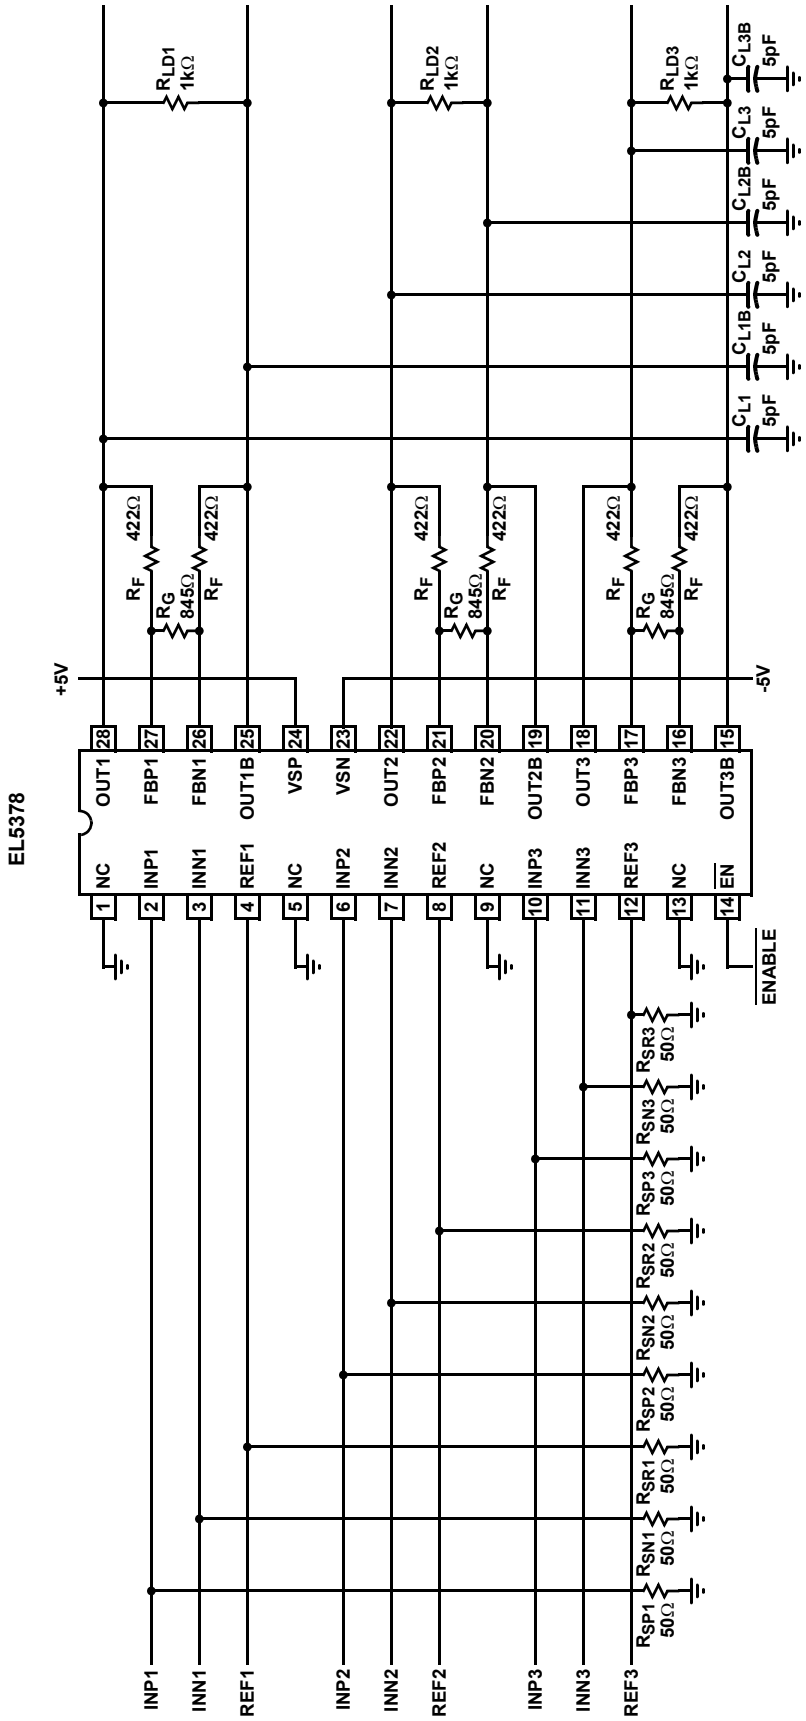 EL5378
+5V
-5V
INP1
INN1
REF1
INP2
INN2
REF2
INP3
INN3
REF3
RSP1
50Ω
RSN1
50Ω
RSR1
50Ω
RSP2
50Ω
RSN2
50Ω
RSR2
50Ω
RSP3
50Ω
RSN3
50Ω
RSR3
50Ω
ENABLE
1 NC
2 INP1
3 INN1
4 REF1
5 NC
6 INP2
7 INN2
8 REF2
9 NC
10 INP3
11 INN3
12 REF3
13 NC
14 EN
OUT1 28
FBP1 27
FBN1 26
OUT1B 25
VSP 24
VSN 23
OUT2 22
FBP2 21
FBN2 20
OUT2B 19
OUT3 18
FBP3 17
FBN3 16
OUT3B 15
RF
422Ω
RG
845Ω
RF
422Ω
RF
422Ω
RG
845Ω
RF
422Ω
RF
422Ω
RG
845Ω
RF
422Ω
CL1
5pF
CL1B
5pF
CL2
5pF
CL2B
5pF
CL3
5pF
CL3B
5pF
RLD1
1kΩ
RLD2
1kΩ
RLD3
1kΩ